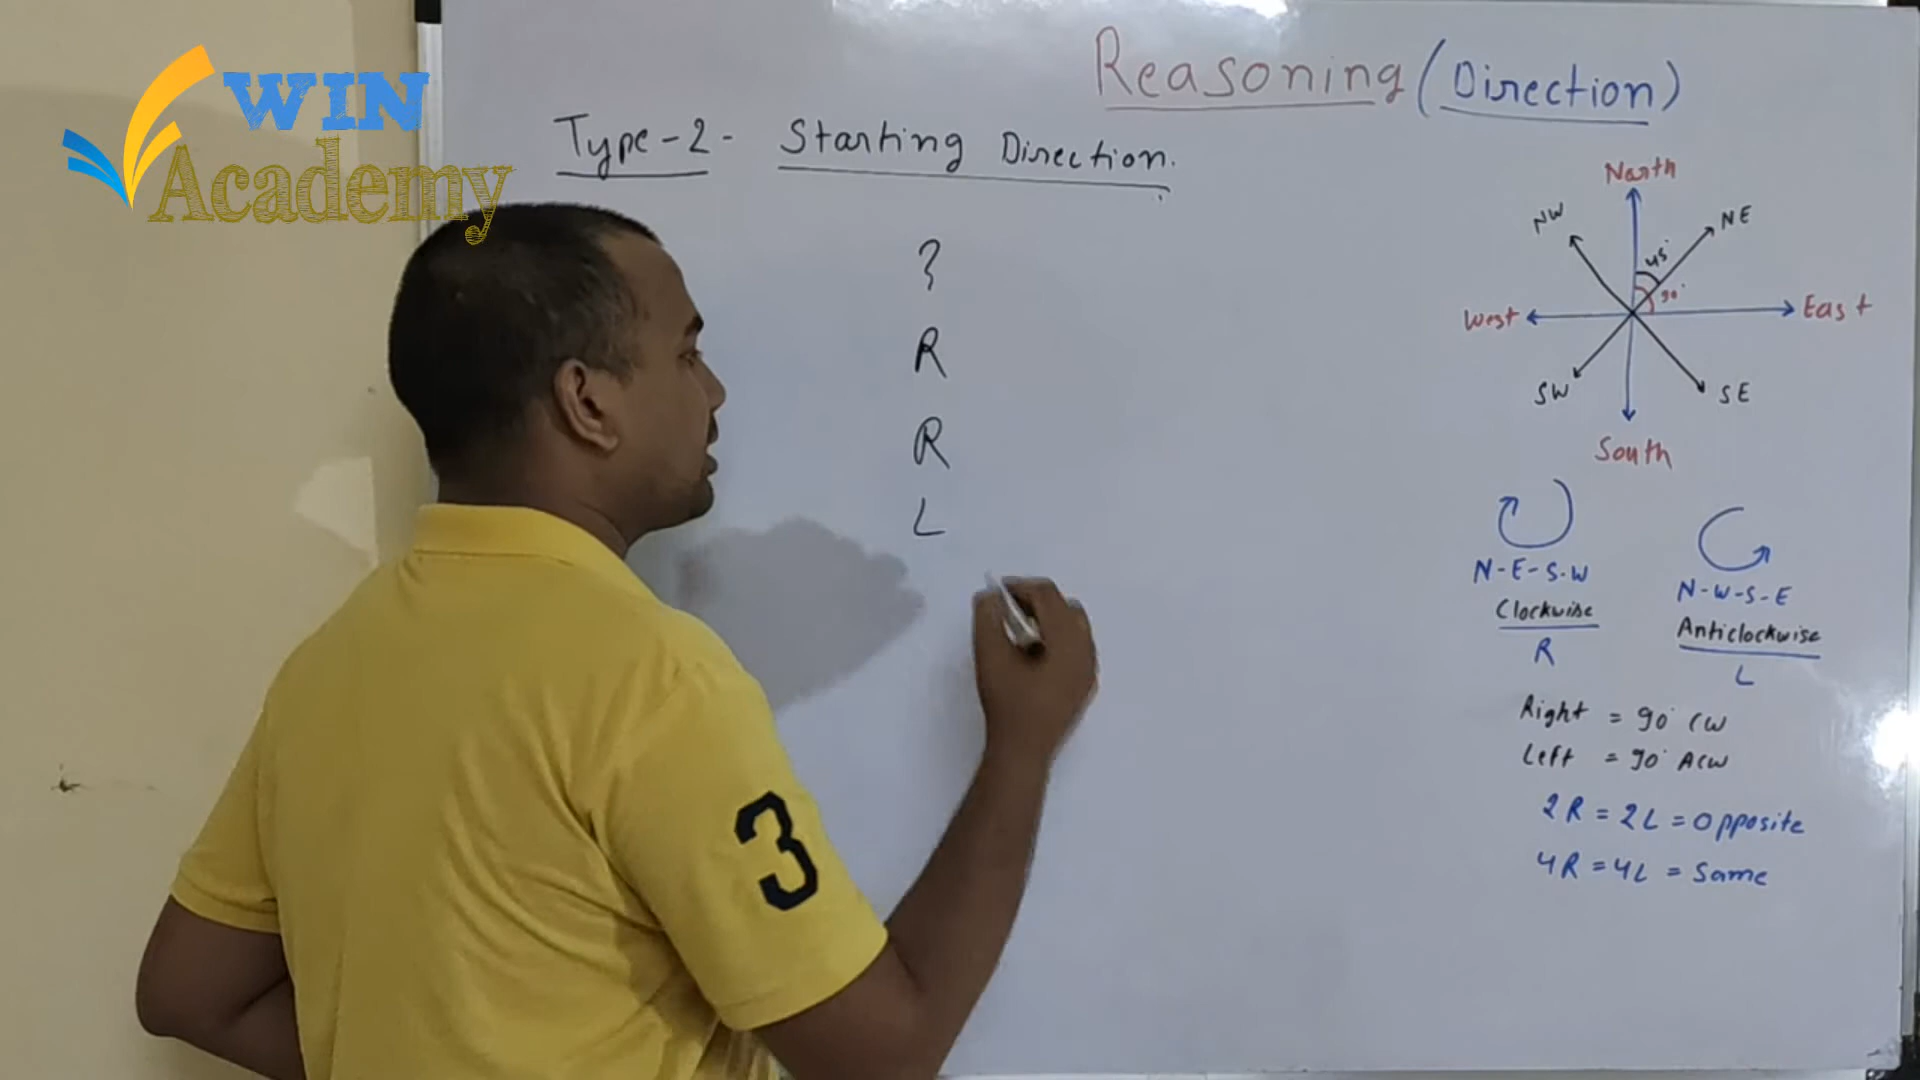 WIN
Academy
Reasoning (Direction)
Type-2- Starting Direction.
?
R
R
L
North
NW
NE
45°
90°
West
East
SW
SE
South
N-E-S-W
Clockwise
R
N-W-S-E
Anticlockwise
L
Right = 90° CW
Left = 90° ACW
2R = 2L = Opposite
4R = 4L = Same
3